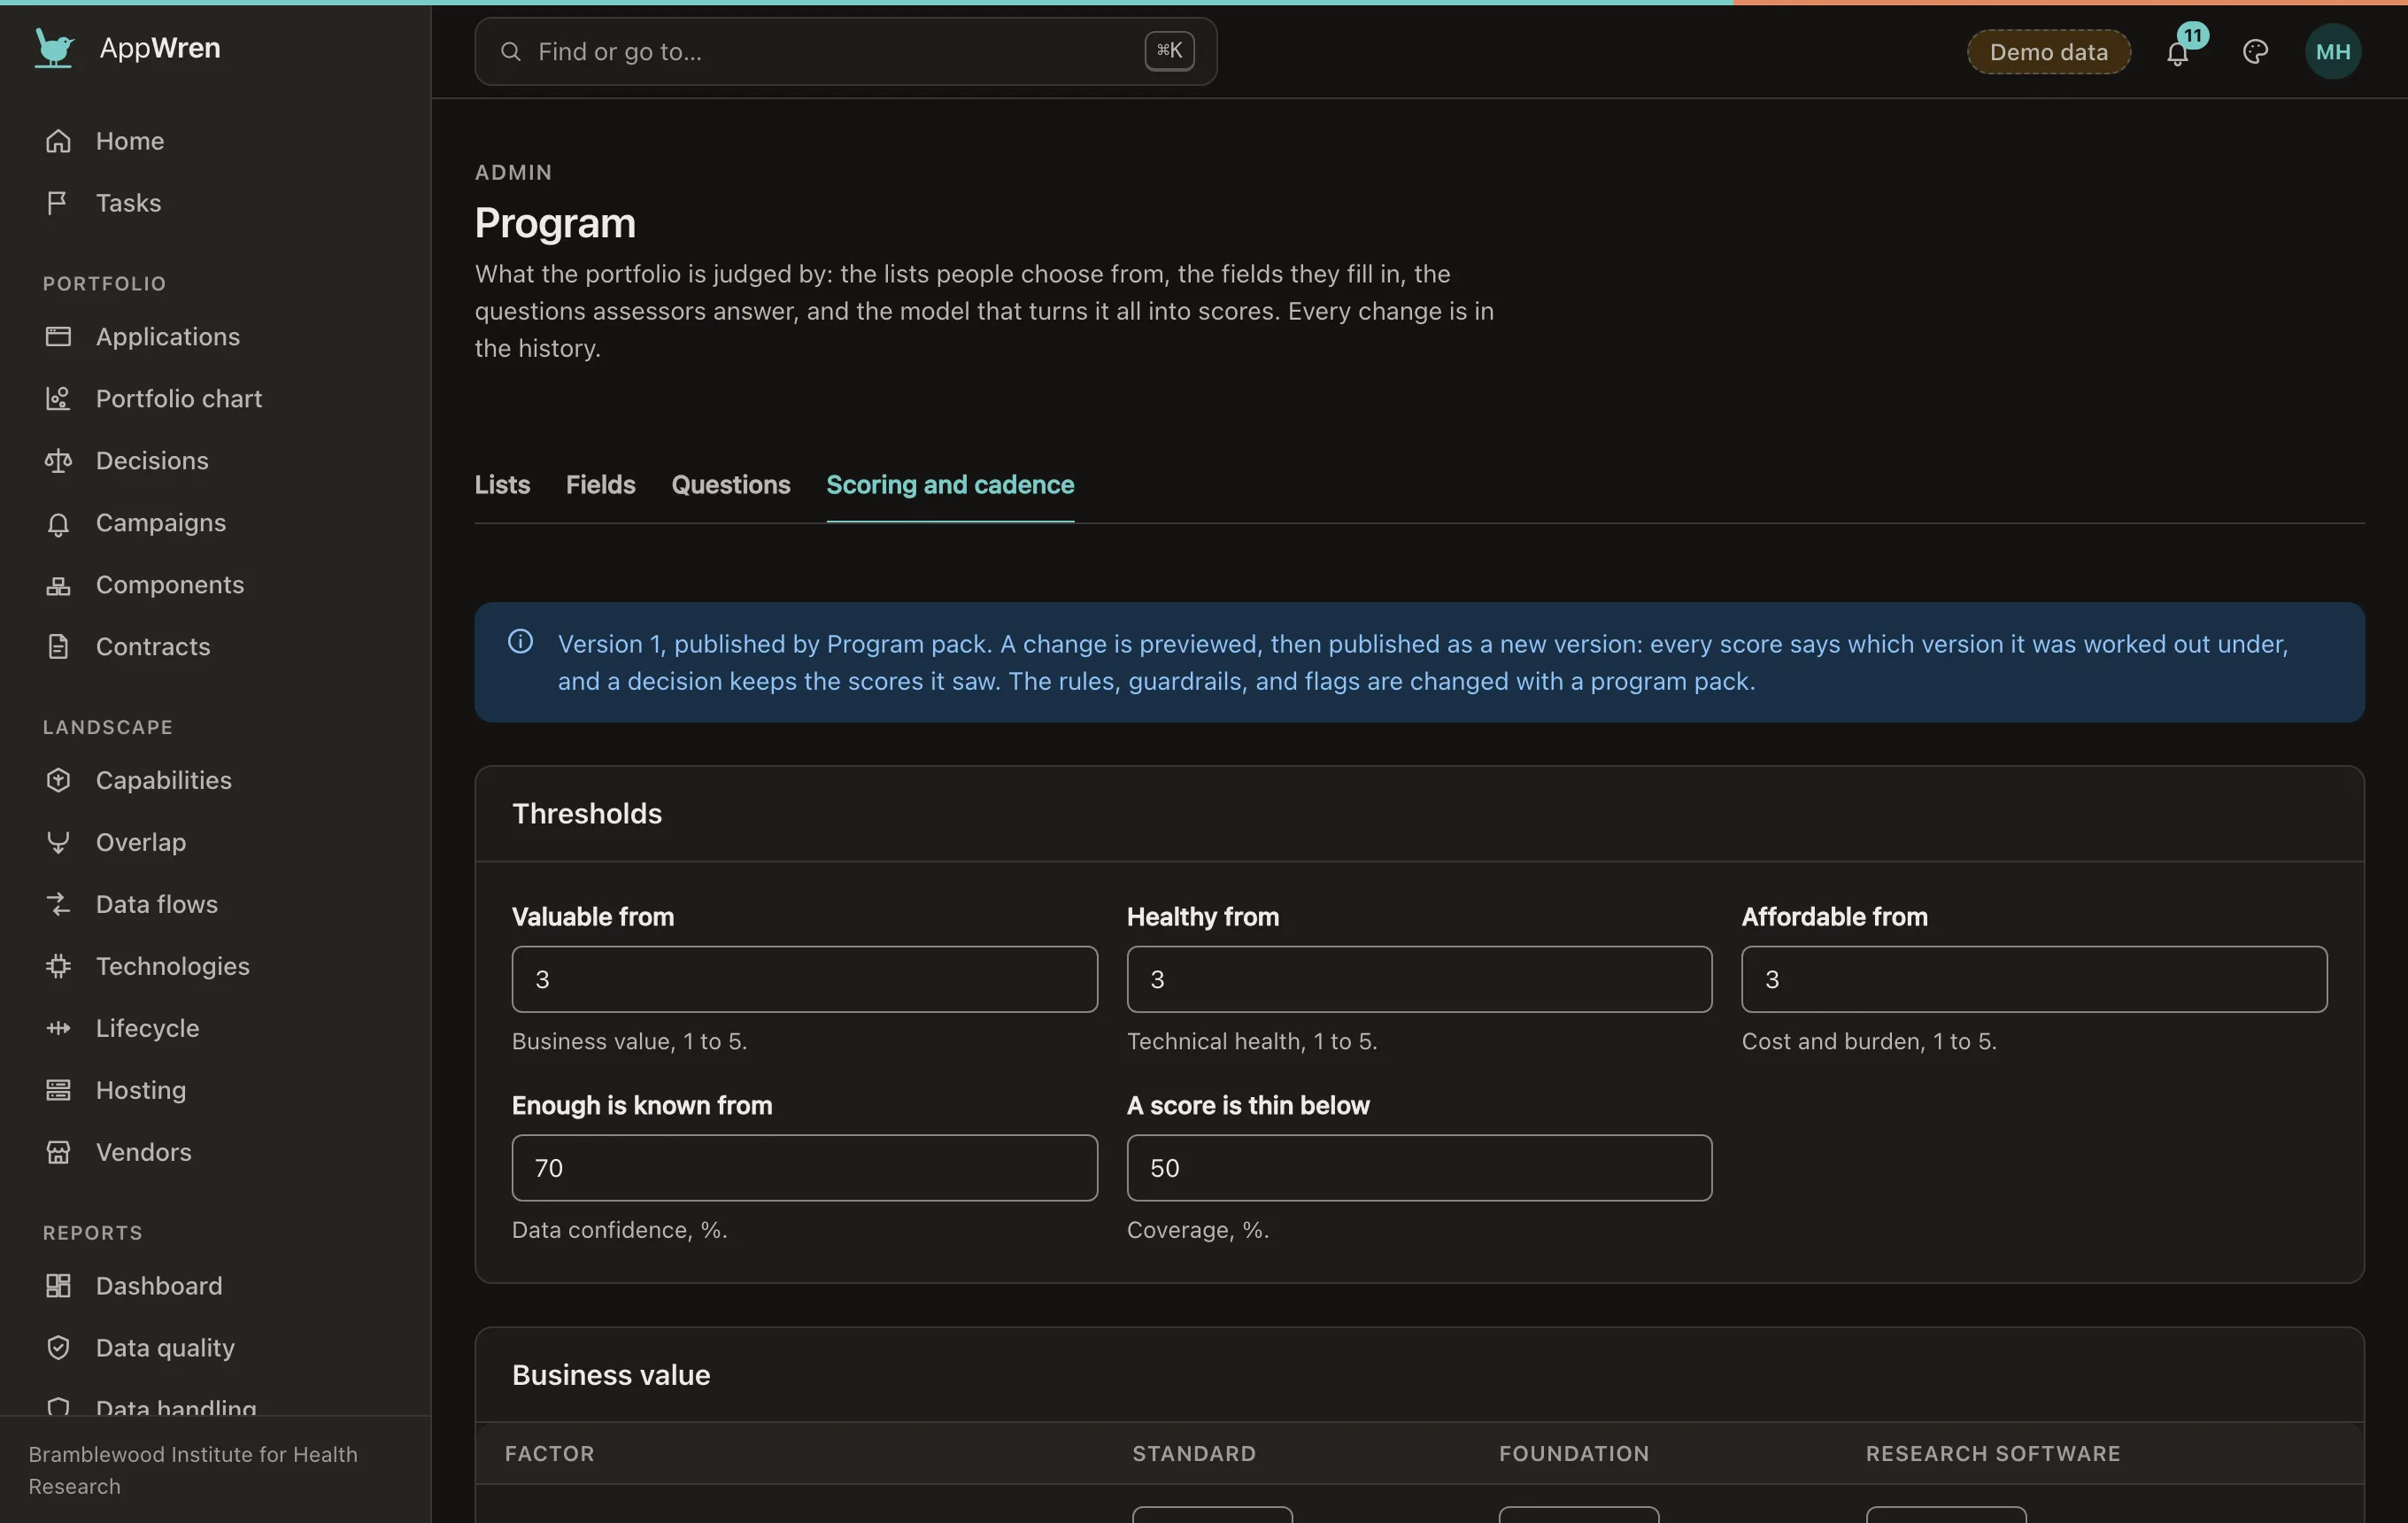 AppWren
Find or go to...
⌘K
Demo data
11
MH
Home
Tasks
PORTFOLIO
Applications
Portfolio chart
Decisions
Campaigns
Components
Contracts
LANDSCAPE
Capabilities
Overlap
Data flows
Technologies
Lifecycle
Hosting
Vendors
REPORTS
Dashboard
Data quality
Data handling
Bramblewood Institute for Health
Research
ADMIN
Program
What the portfolio is judged by: the lists people choose from, the fields they fill in, the
questions assessors answer, and the model that turns it all into scores. Every change is in
the history.
Lists
Fields
Questions
Scoring and cadence
Version 1, published by Program pack. A change is previewed, then published as a new version: every score says which version it was worked out under,
and a decision keeps the scores it saw. The rules, guardrails, and flags are changed with a program pack.
Thresholds
Valuable from
3
Business value, 1 to 5.
Healthy from
3
Technical health, 1 to 5.
Affordable from
3
Cost and burden, 1 to 5.
Enough is known from
70
Data confidence, %.
A score is thin below
50
Coverage, %.
Business value
FACTOR
STANDARD
FOUNDATION
RESEARCH SOFTWARE